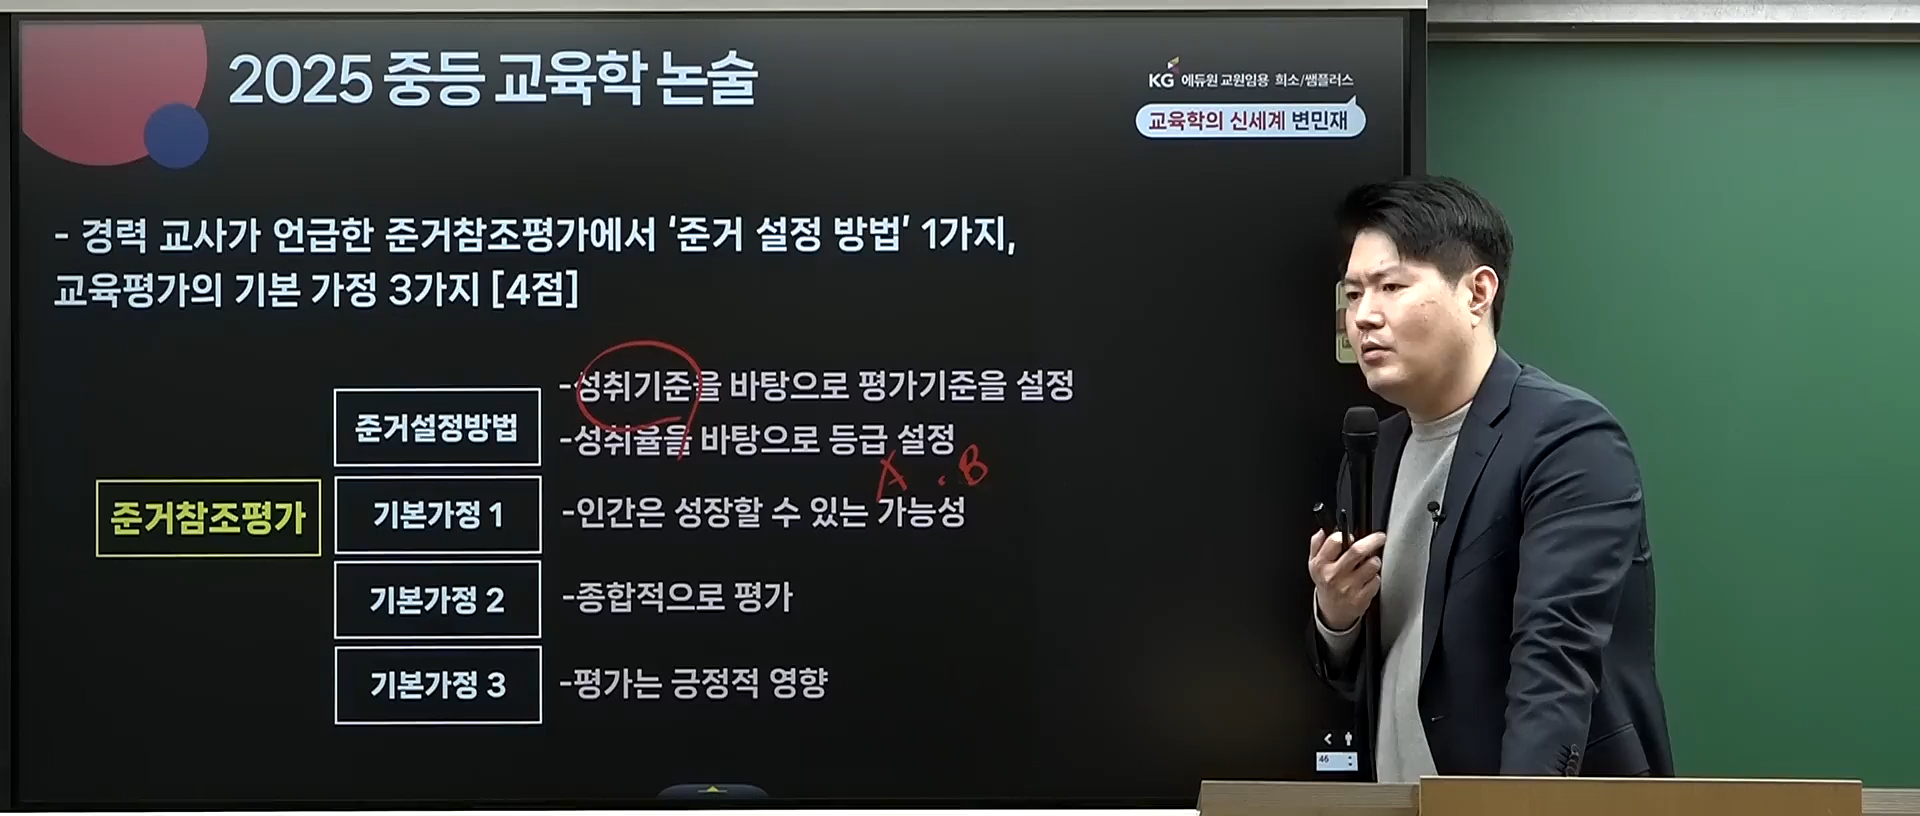 2025 중등 교육학 논술
KG 에듀원 교원임용 희소/쌤플러스
교육학의 신세계 변민재
- 경력 교사가 언급한 준거참조평가에서 ‘준거 설정 방법’ 1가지,
교육평가의 기본 가정 3가지 [4점]
준거참조평가
준거설정방법
-성취기준을 바탕으로 평가기준을 설정
-성취율을 바탕으로 등급 설정
A . B
기본가정 1
-인간은 성장할 수 있는 가능성
기본가정 2
-종합적으로 평가
기본가정 3
-평가는 긍정적 영향
46